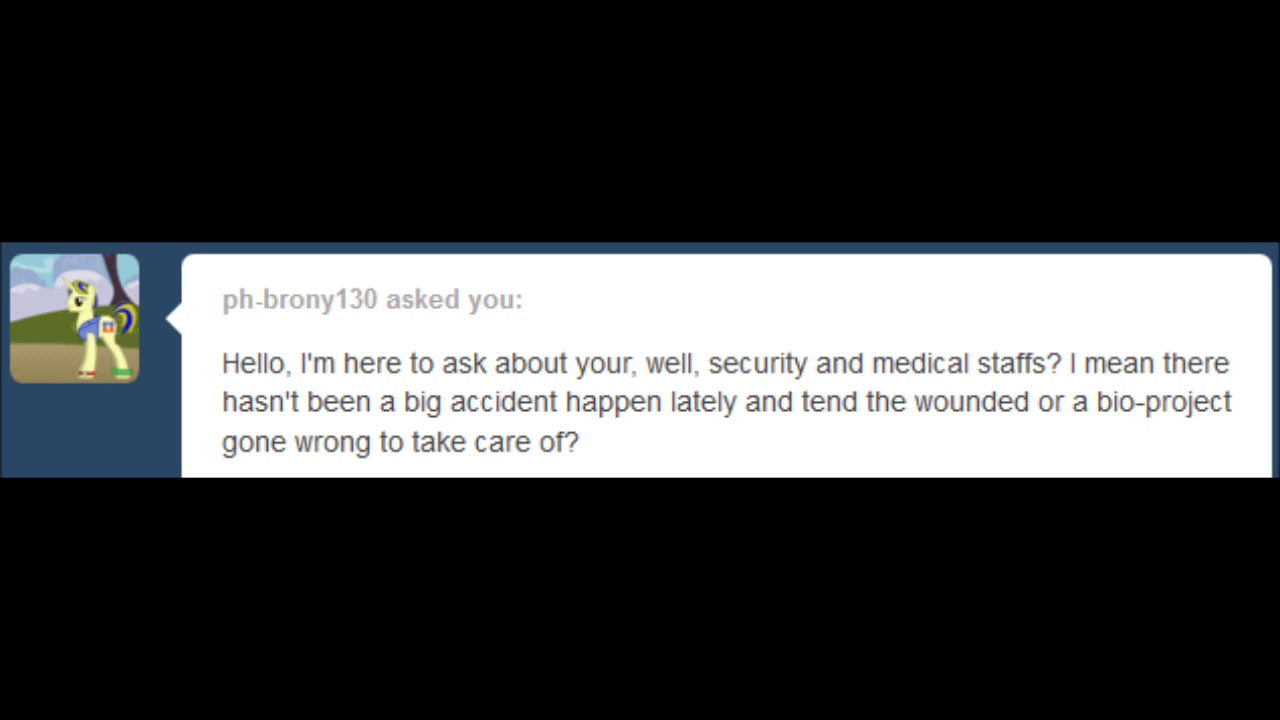 ph-brony130 asked you:
Hello, I'm here to ask about your, well, security and medical staffs? I mean there
hasn't been a big accident happen lately and tend the wounded or a bio-project
gone wrong to take care of?